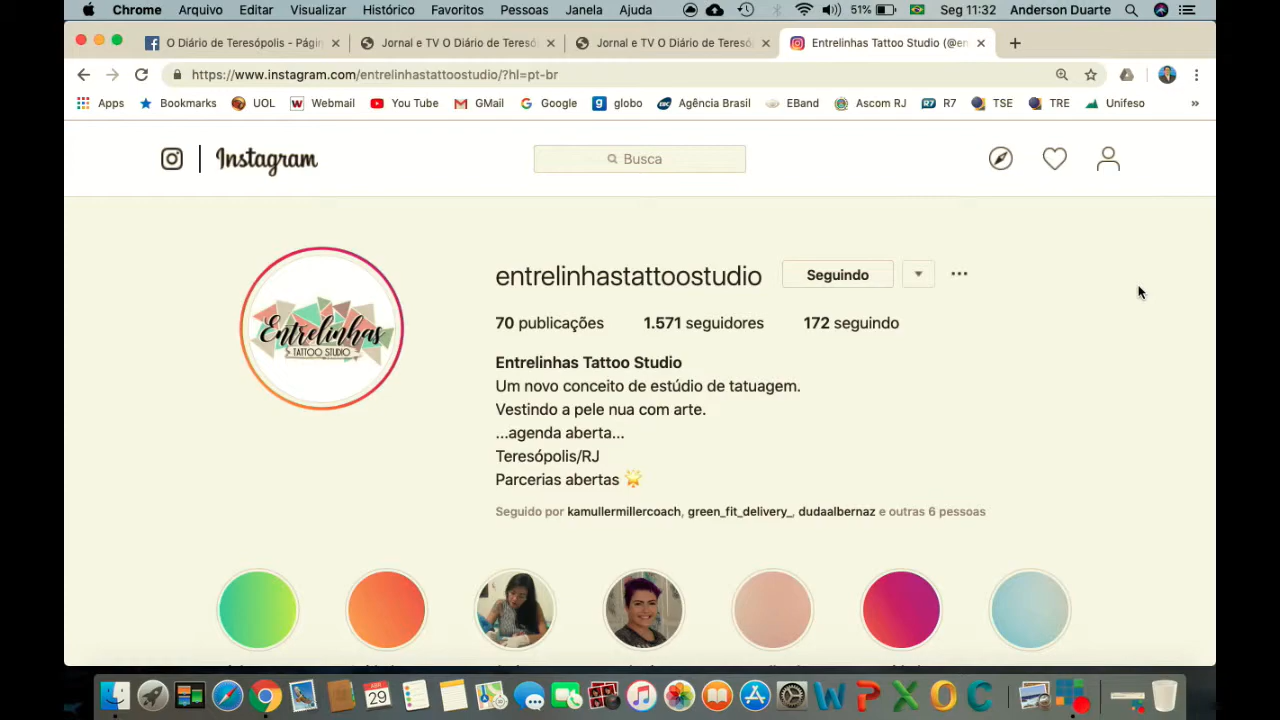 Chrome Arquivo Editar Visualizar Histórico Favoritos Pessoas Janela Ajuda 51% Seg 11:32 Anderson Duarte
O Diário de Teresópolis - Págin Jornal e TV O Diário de Teresó Jornal e TV O Diário de Teresó Entrelinhas Tattoo Studio (@en
https://www.instagram.com/entrelinhastattoostudio/?hl=pt-br
Apps Bookmarks UOL Webmail You Tube GMail Google globo Agência Brasil EBand Ascom RJ R7 TSE TRE Unifeso »
Instagram Busca
entrelinhastattoostudio Seguindo
70 publicações 1.571 seguidores 172 seguindo
Entrelinhas
TATTOO STUDIO
Entrelinhas Tattoo Studio
Um novo conceito de estúdio de tatuagem.
Vestindo a pele nua com arte.
...agenda aberta...
Teresópolis/RJ
Parcerias abertas
Seguido por kamullermillercoach, green_fit_delivery_, dudaalbernaz e outras 6 pessoas
ABR
29